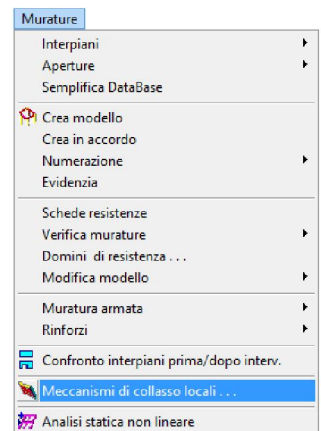 Murature
Interpiani
Aperture
Semplifica DataBase
Crea modello
Crea in accordo
Numerazione
Evidenzia
Schede resistenze
Verifica murature
Domini di resistenza . . .
Modifica modello
Muratura armata
Rinforzi
Confronto interpiani prima/dopo interv.
Meccanismi di collasso locali . . .
Analisi statica non lineare